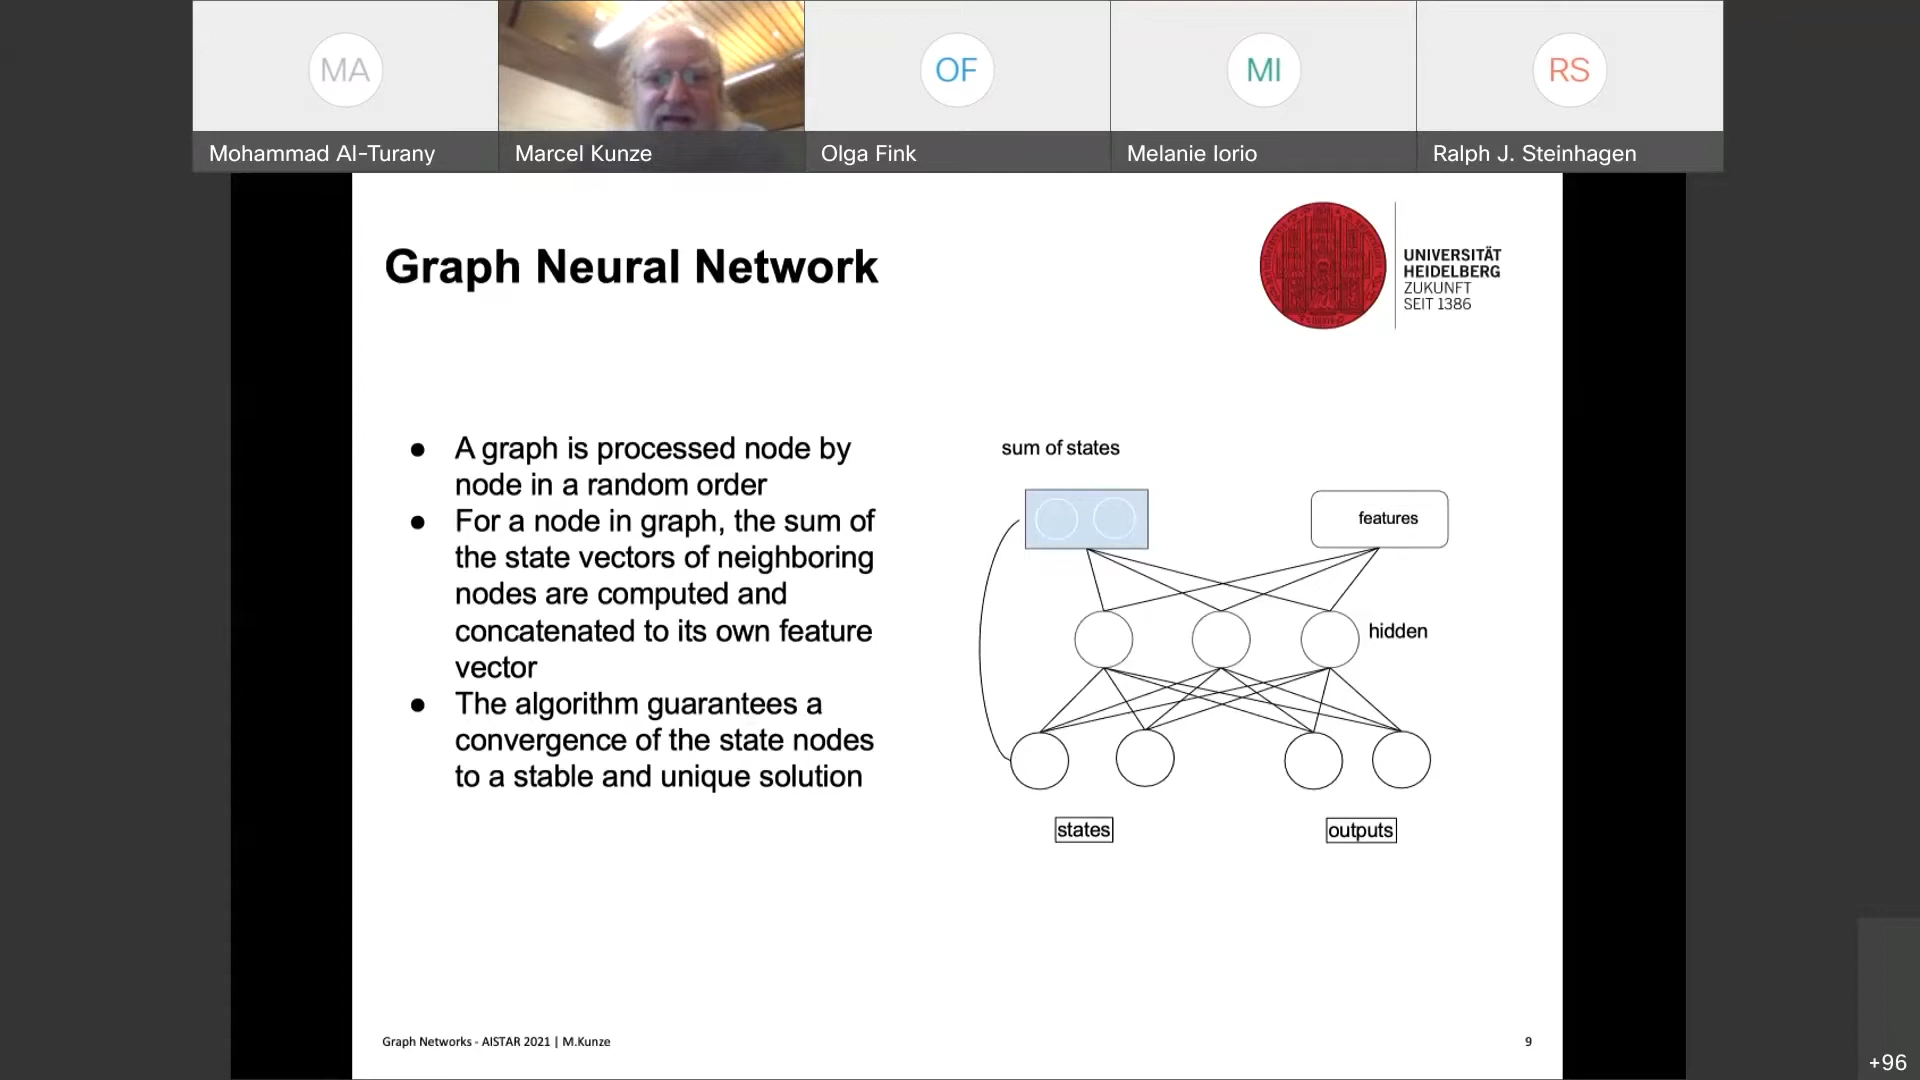 MA
OF
MI
RS
Mohammad Al-Turany
Marcel Kunze
Olga Fink
Melanie Iorio
Ralph J. Steinhagen
Graph Neural Network
UNIVERSITÄT
HEIDELBERG
ZUKUNFT
SEIT 1386
● A graph is processed node by
node in a random order
● For a node in graph, the sum of
the state vectors of neighboring
nodes are computed and
concatenated to its own feature
vector
● The algorithm guarantees a
convergence of the state nodes
to a stable and unique solution
sum of states
features
hidden
states
outputs
Graph Networks - AISTAR 2021 | M.Kunze
9
+96